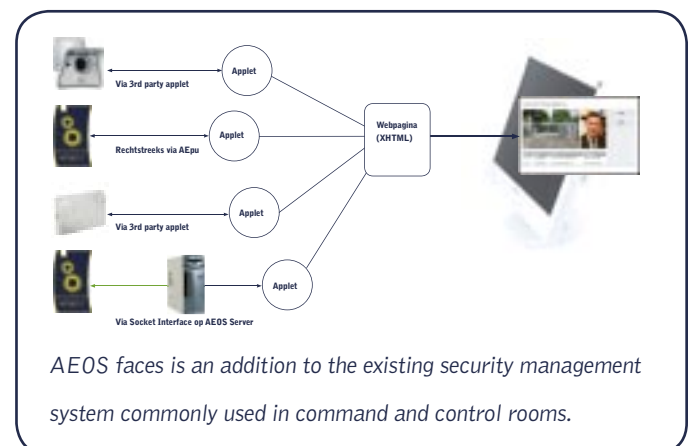 Applet
Via 3rd party applet
Applet
Rechtstreeks via AEpu
Webpagina
(XHTML)
Applet
Via 3rd party applet
Applet
Via Socket Interface op AEOS Server
AEOS faces is an addition to the existing security management
system commonly used in command and control rooms.